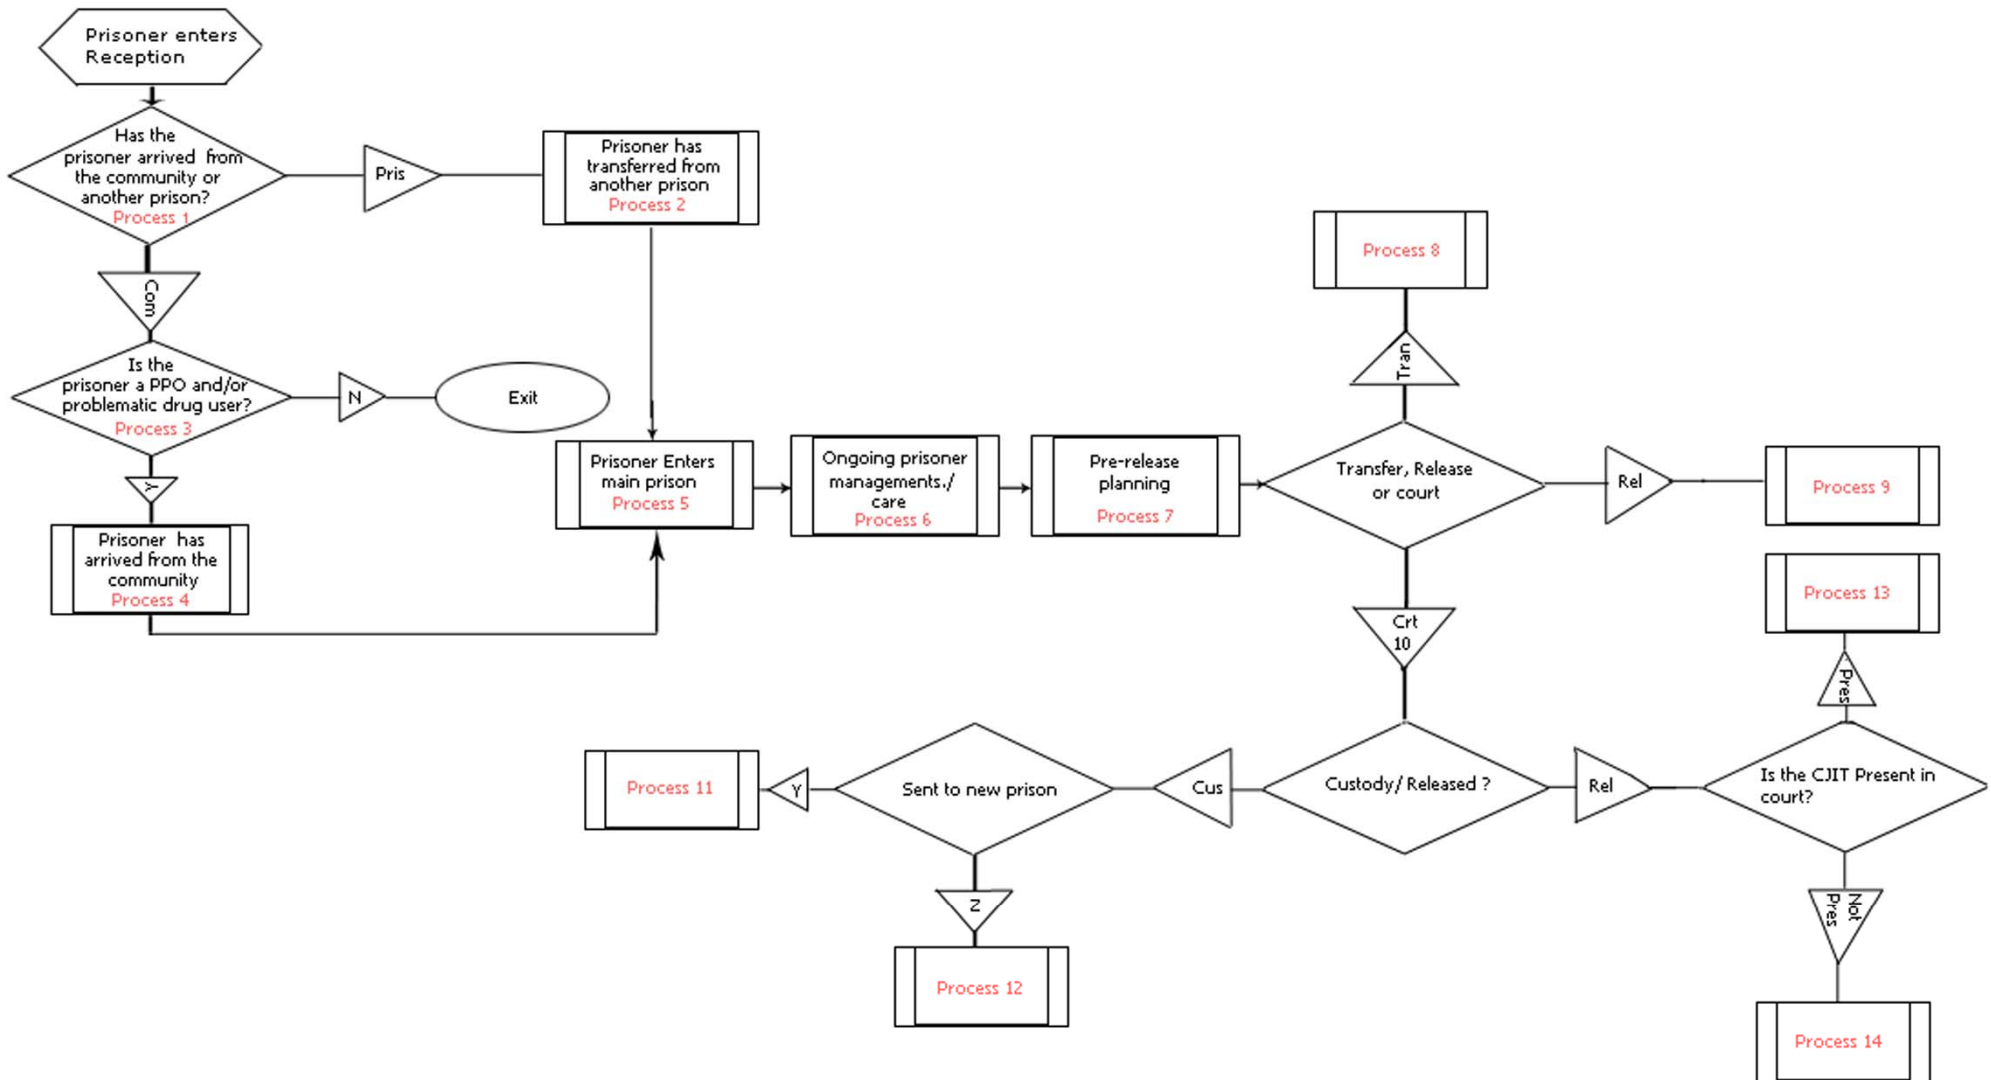 Prisoner enters
Reception
Has the
prisoner arrived from
the community or
another prison?
Process 1
Pris
Prisoner has
transferred from
another prison
Process 2
Com
Is the
prisoner a PPO and/or
problematic drug user?
Process 3
N
Exit
Y
Prisoner has
arrived from the
community
Process 4
Prisoner Enters
main prison
Process 5
Ongoing prisoner
managements./
care
Process 6
Pre-release
planning
Process 7
Transfer, Release
or court
Tran
Process 8
Rel
Process 9
Crt
10
Custody/ Released ?
Cus
Sent to new prison
Y
Process 11
N
Process 12
Rel
Is the CJIT Present in
court?
Pres
Process 13
Not
Pres
Process 14